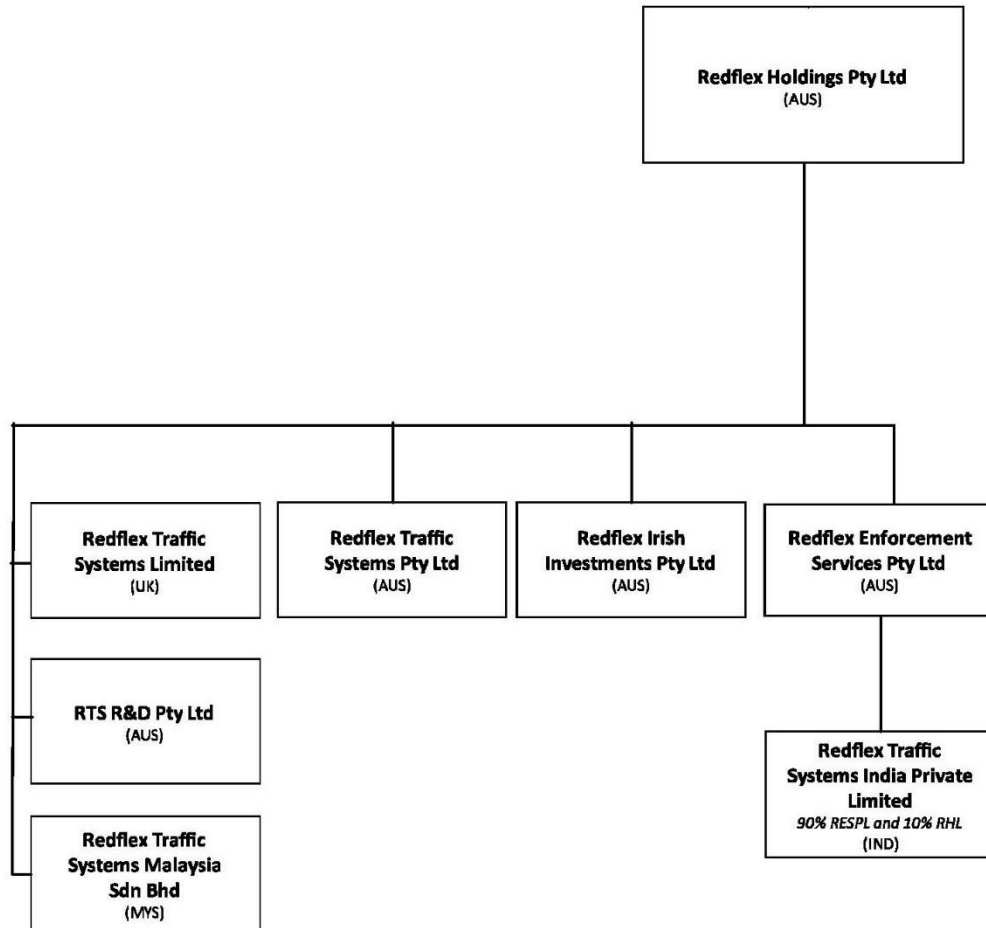 Redflex Holdings Pty Ltd
(AUS)
Redflex Traffic
Systems Limited
(UK)
Redflex Traffic
Systems Pty Ltd
(AUS)
Redflex Irish
Investments Pty Ltd
(AUS)
Redflex Enforcement
Services Pty Ltd
(AUS)
RTS R&D Pty Ltd
(AUS)
Redflex Traffic
Systems India Private
Limited
90% RESPL and 10% RHL
(IND)
Redflex Traffic
Systems Malaysia
Sdn Bhd
(MYS)